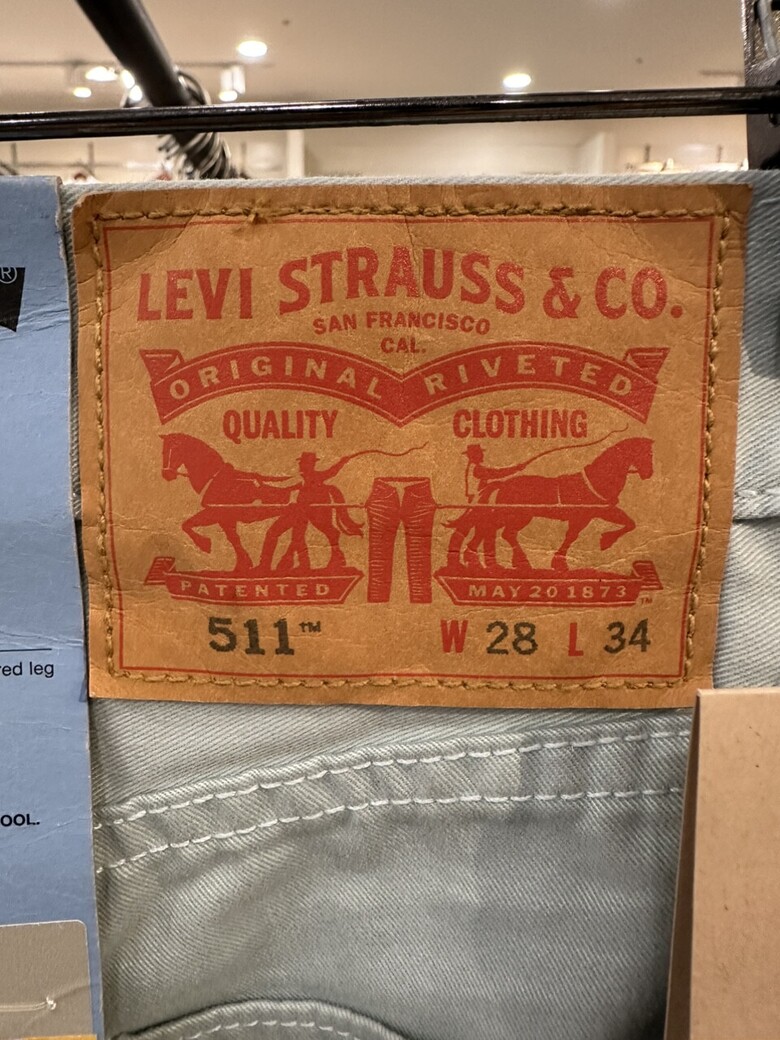 LEVI STRAUSS & CO.
SAN FRANCISCO
CAL.
ORIGINAL RIVETED
QUALITY CLOTHING
PATENTED MAY 20 1873 ™
511™ W 28 L 34
®
red leg
OOL.